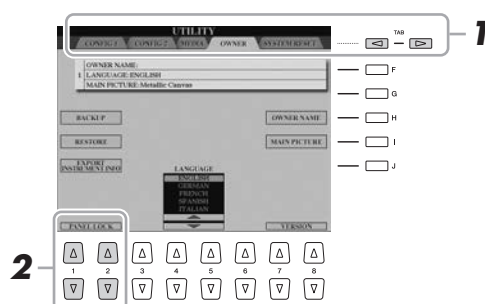 UTILITY
CONFIG 1 CONFIG 2 MEDIA OWNER SYSTEM RESET
TAB
1
OWNER NAME:
1. LANGUAGE: ENGLISH
MAIN PICTURE: Metallic Canvas
F
G
BACKUP OWNER NAME H
RESTORE MAIN PICTURE I
EXPORT
INSTRUMENT INFO
J
LANGUAGE
ENGLISH
GERMAN
FRENCH
SPANISH
ITALIAN
PANEL LOCK VERSION
2
1 2 3 4 5 6 7 8